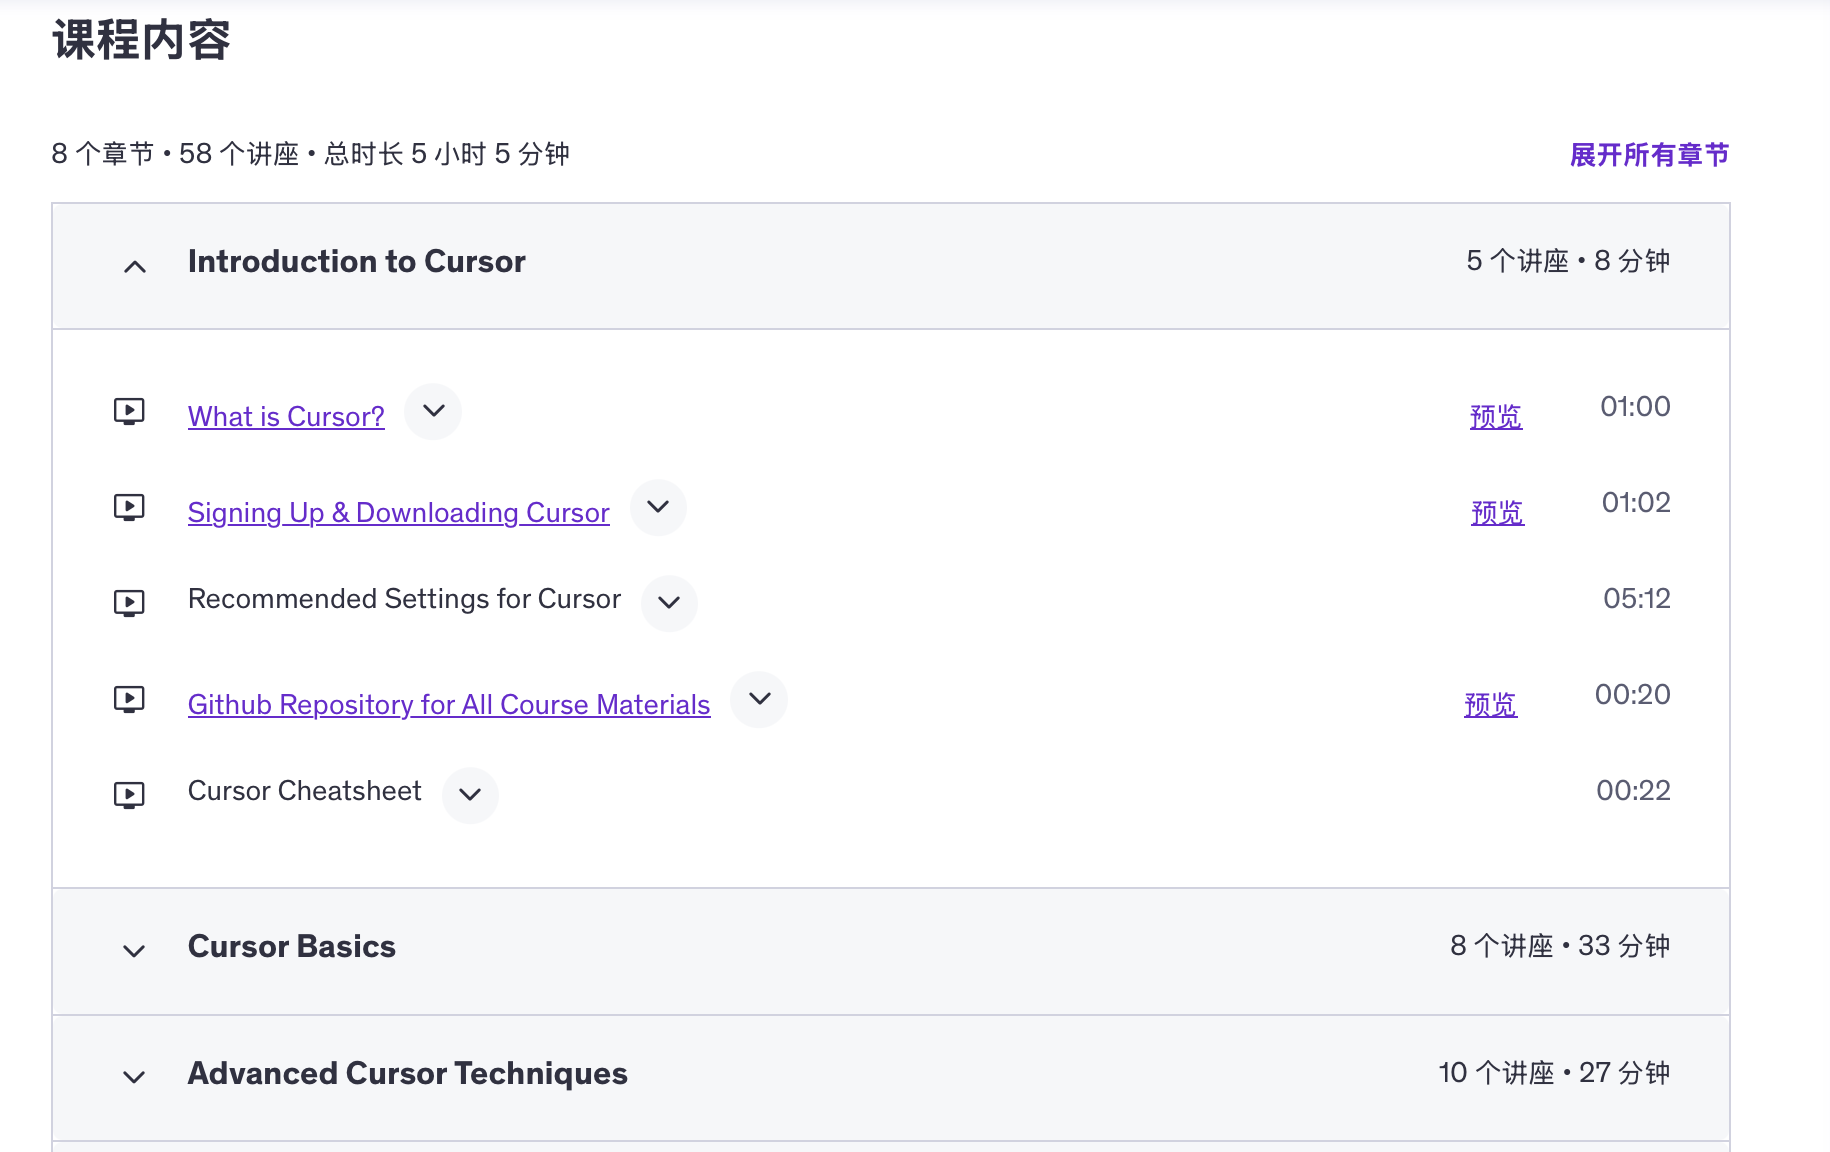 课程内容
8 个章节 • 58 个讲座 • 总时长 5 小时 5 分钟 展开所有章节
Introduction to Cursor 5 个讲座 • 8 分钟
What is Cursor? 预览 01:00
Signing Up & Downloading Cursor 预览 01:02
Recommended Settings for Cursor 05:12
Github Repository for All Course Materials 预览 00:20
Cursor Cheatsheet 00:22
Cursor Basics 8 个讲座 • 33 分钟
Advanced Cursor Techniques 10 个讲座 • 27 分钟